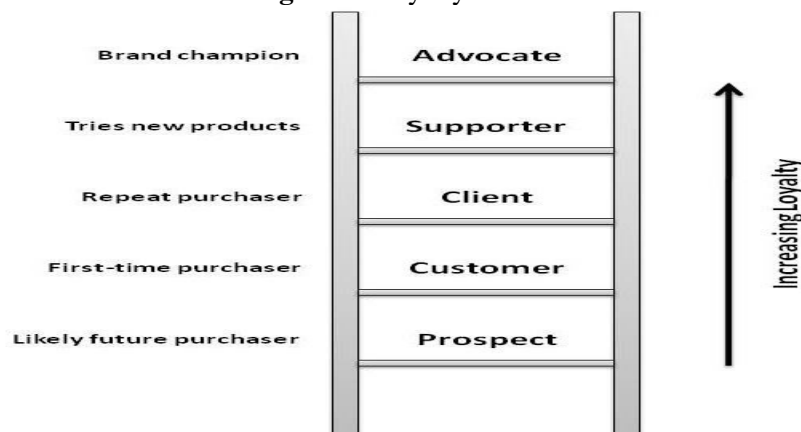 Brand champion Advocate
Tries new products Supporter
Repeat purchaser Client
First-time purchaser Customer
Likely future purchaser Prospect
Increasing Loyalty